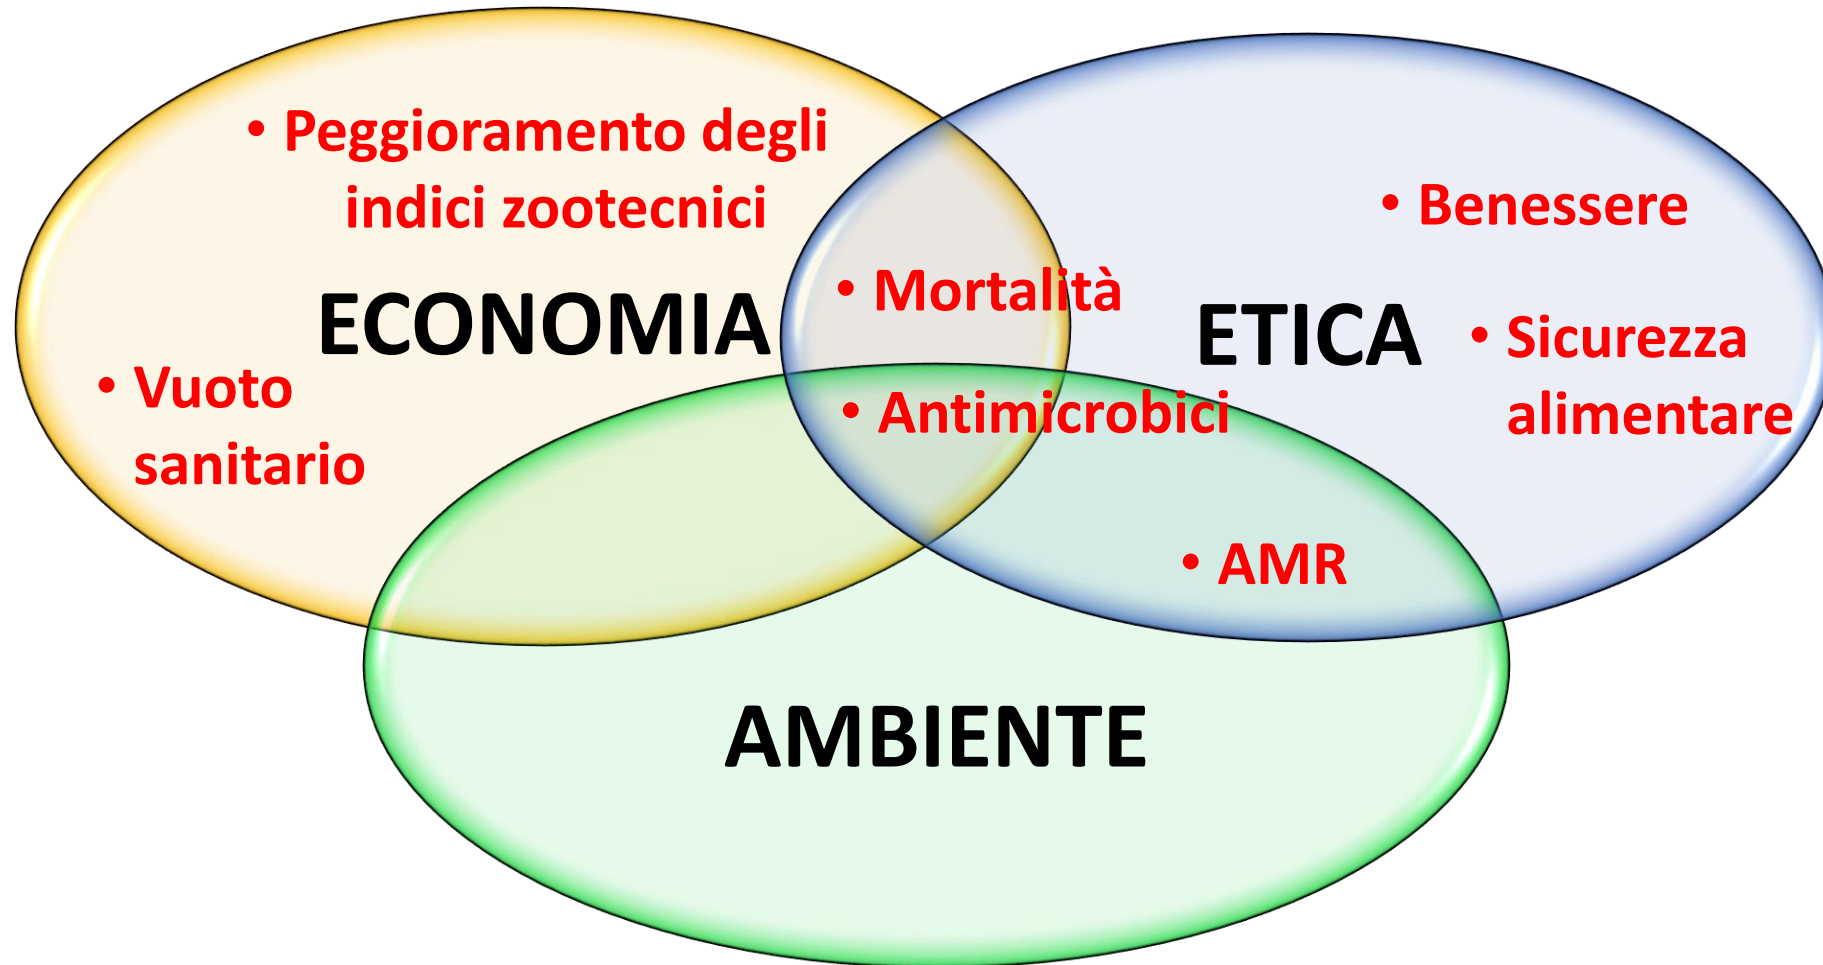 • Peggioramento degli
indici zootecnici
ECONOMIA
• Vuoto
sanitario
• Mortalità
• Antimicrobici
• Benessere
ETICA
• Sicurezza
alimentare
• AMR
AMBIENTE